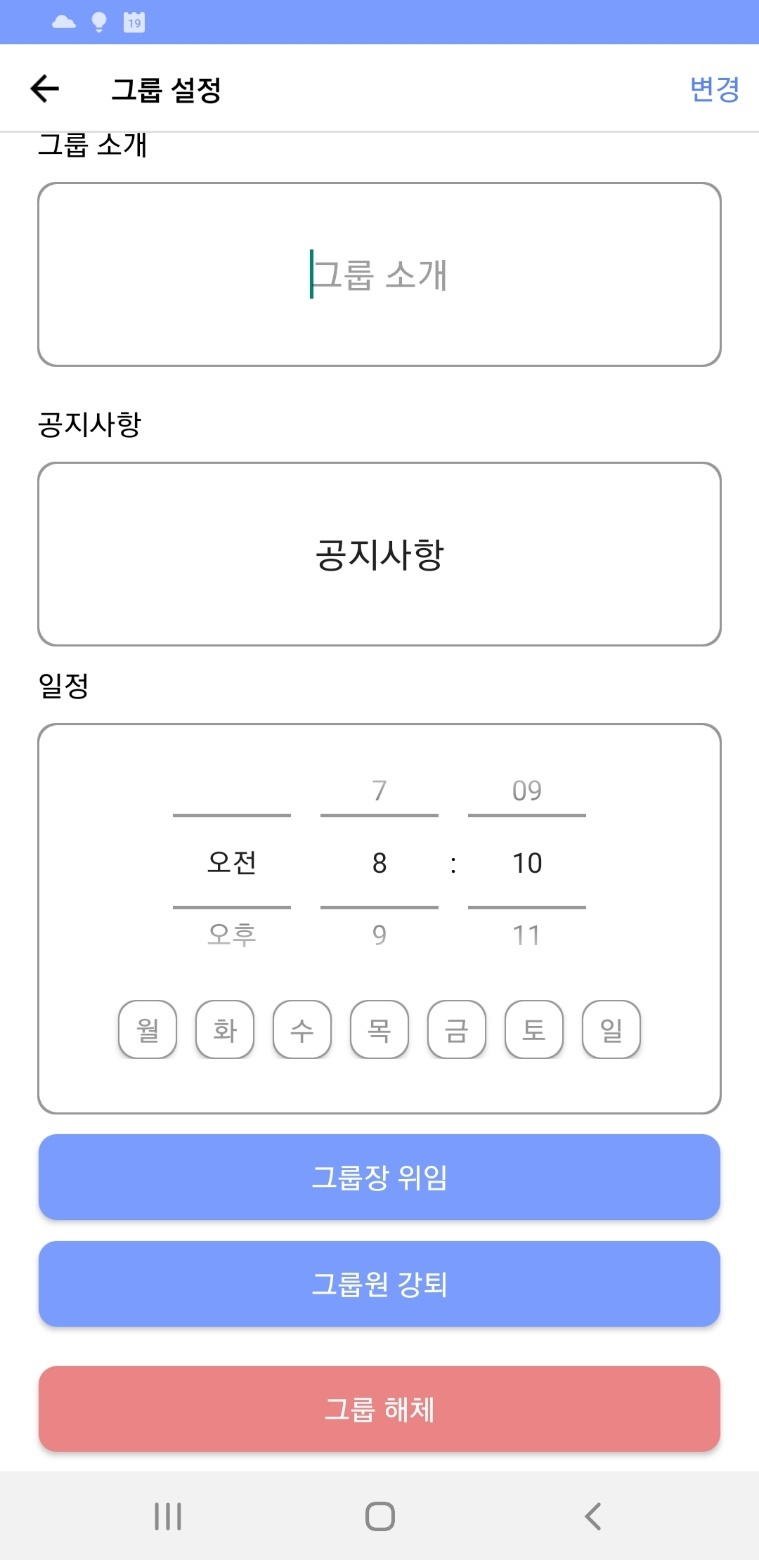 19
그룹 설정 변경
그룹 소개
그룹 소개
공지사항
공지사항
일정
7 09
오전 8 : 10
오후 9 11
월 화 수 목 금 토 일
그룹장 위임
그룹원 강퇴
그룹 해체